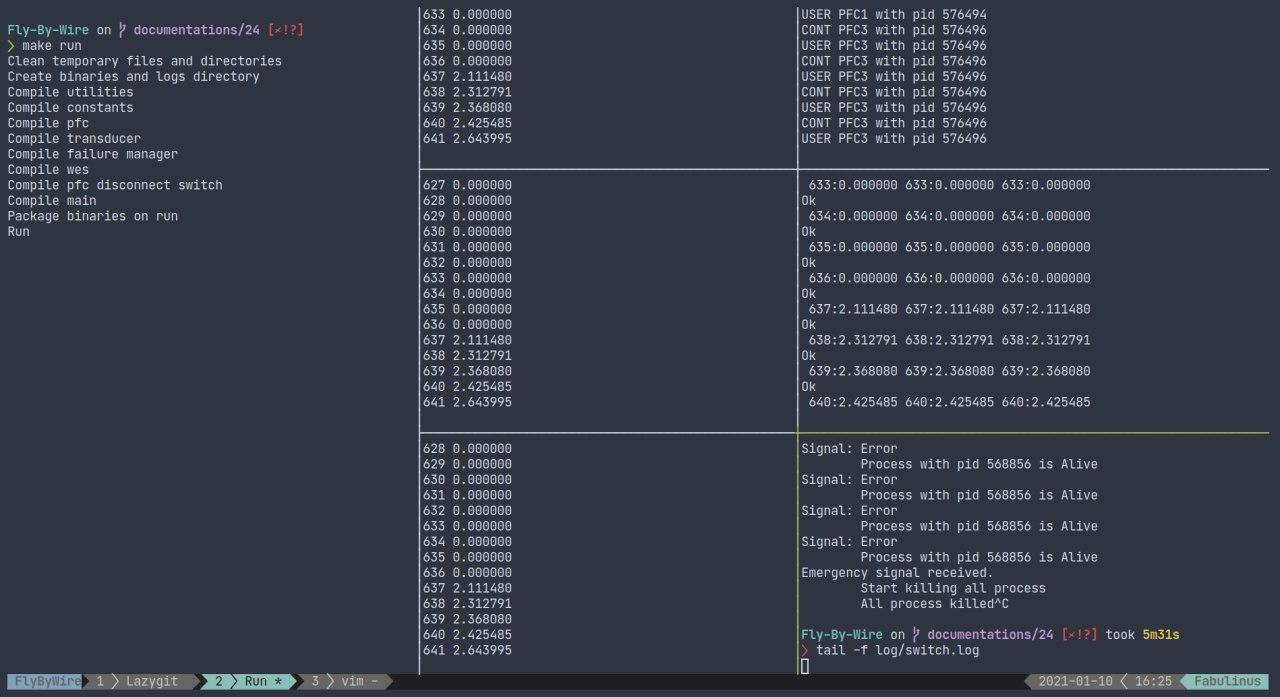 Fly-By-Wire on documentations/24 [×!?]
❯ make run
Clean temporary files and directories
Create binaries and logs directory
Compile utilities
Compile constants
Compile pfc
Compile transducer
Compile failure manager
Compile wes
Compile pfc disconnect switch
Compile main
Package binaries on run
Run
633 0.000000
634 0.000000
635 0.000000
636 0.000000
637 2.111480
638 2.312791
639 2.368080
640 2.425485
641 2.643995
627 0.000000
628 0.000000
629 0.000000
630 0.000000
631 0.000000
632 0.000000
633 0.000000
634 0.000000
635 0.000000
636 0.000000
637 2.111480
638 2.312791
639 2.368080
640 2.425485
641 2.643995
628 0.000000
629 0.000000
630 0.000000
631 0.000000
632 0.000000
633 0.000000
634 0.000000
635 0.000000
636 0.000000
637 2.111480
638 2.312791
639 2.368080
640 2.425485
641 2.643995
USER PFC1 with pid 576494
CONT PFC3 with pid 576496
USER PFC3 with pid 576496
CONT PFC3 with pid 576496
USER PFC3 with pid 576496
CONT PFC3 with pid 576496
USER PFC3 with pid 576496
CONT PFC3 with pid 576496
USER PFC3 with pid 576496
633:0.000000 633:0.000000 633:0.000000
Ok
634:0.000000 634:0.000000 634:0.000000
Ok
635:0.000000 635:0.000000 635:0.000000
Ok
636:0.000000 636:0.000000 636:0.000000
Ok
637:2.111480 637:2.111480 637:2.111480
Ok
638:2.312791 638:2.312791 638:2.312791
Ok
639:2.368080 639:2.368080 639:2.368080
Ok
640:2.425485 640:2.425485 640:2.425485
Signal: Error
Process with pid 568856 is Alive
Signal: Error
Process with pid 568856 is Alive
Signal: Error
Process with pid 568856 is Alive
Signal: Error
Process with pid 568856 is Alive
Emergency signal received.
Start killing all process
All process killed^C
Fly-By-Wire on documentations/24 [×!?] took 5m31s
❯ tail -f log/switch.log
FlyByWire 1 Lazygit 2 Run * 3 vim - 2021-01-10 16:25 Fabulinus